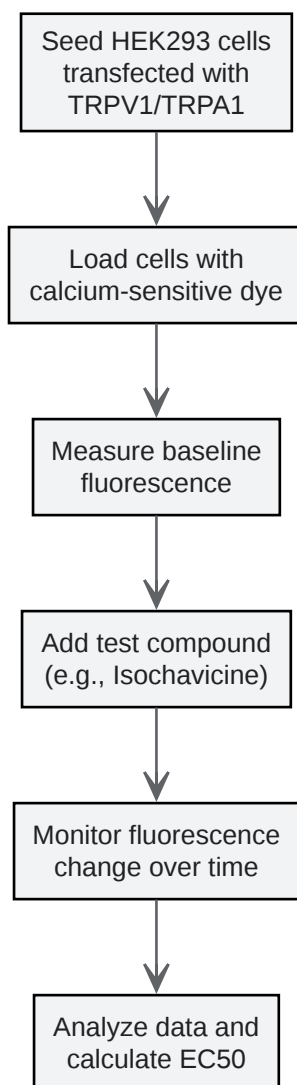 Seed HEK293 cells
transfected with
TRPV1/TRPA1
Load cells with
calcium-sensitive dye
Measure baseline
fluorescence
Add test compound
(e.g., Isochavicine)
Monitor fluorescence
change over time
Analyze data and
calculate EC50